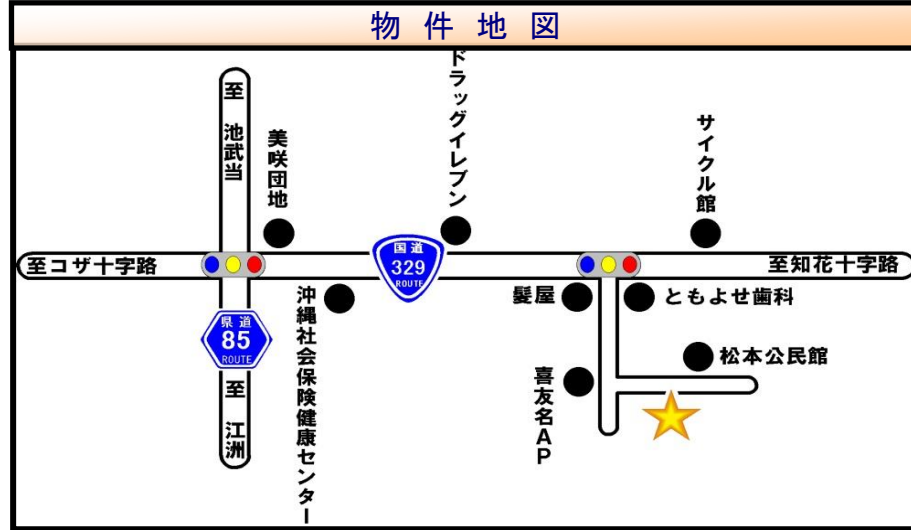 物件地図
至 池武当
美咲団地
ドラッグイレブン
サイクル館
至コザ十字路
国道
329
ROUTE
至知花十字路
県道
85
ROUTE
至 江洲
沖縄社会保険健康センター
髪屋
ともよせ歯科
松本公民館
喜友名AP